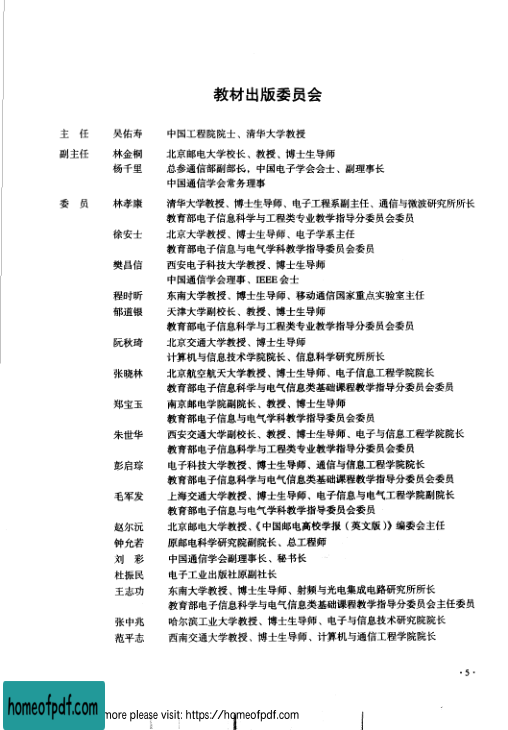 教材出版委员会
主 任 吴佑寿 中国工程院院士、清华大学教授
副主任 林金桐 北京邮电大学校长、教授、博士生导师
杨千里 总参通信部副部长，中国电子学会会士、副理事长
中国通信学会常务理事
委 员 林孝康 清华大学教授、博士生导师、电子工程系副主任、通信与微波研究所所长
教育部电子信息科学与工程类专业教学指导分委员会委员
徐安士 北京大学教授、博士生导师、电子学系主任
教育部电子信息与电气学科教学指导委员会委员
樊昌信 西安电子科技大学教授、博士生导师
中国通信学会理事、IEEE会士
程时昕 东南大学教授、博士生导师、移动通信国家重点实验室主任
郁道银 天津大学副校长、教授、博士生导师
教育部电子信息科学与工程类专业教学指导分委员会委员
阮秋琦 北京交通大学教授、博士生导师
计算机与信息技术学院院长、信息科学研究所所长
张晓林 北京航空航天大学教授、博士生导师、电子信息工程学院院长
教育部电子信息科学与电气信息类基础课程教学指导分委员会委员
郑宝玉 南京邮电学院副院长、教授、博士生导师
教育部电子信息与电气学科教学指导委员会委员
朱世华 西安交通大学副校长、教授、博士生导师、电子与信息工程学院院长
教育部电子信息科学与工程类专业教学指导分委员会委员
彭启琮 电子科技大学教授、博士生导师、通信与信息工程学院院长
教育部电子信息科学与电气信息类基础课程教学指导分委员会委员
毛军发 上海交通大学教授、博士生导师、电子信息与电气工程学院副院长
教育部电子信息与电气学科教学指导委员会委员
赵尔沅 北京邮电大学教授、《中国邮电高校学报（英文版）》编委会主任
钟允若 原邮电科学研究院副院长、总工程师
刘 彩 中国通信学会副理事长、秘书长
杜振民 电子工业出版社原副社长
王志功 东南大学教授、博士生导师、射频与光电集成电路研究所所长
教育部电子信息科学与电气信息类基础课程教学指导分委员会主任委员
张中兆 哈尔滨工业大学教授、博士生导师、电子与信息技术研究院院长
范平志 西南交通大学教授、博士生导师、计算机与通信工程学院院长
·5·
homeofpdf.com
more please visit: https://homeofpdf.com